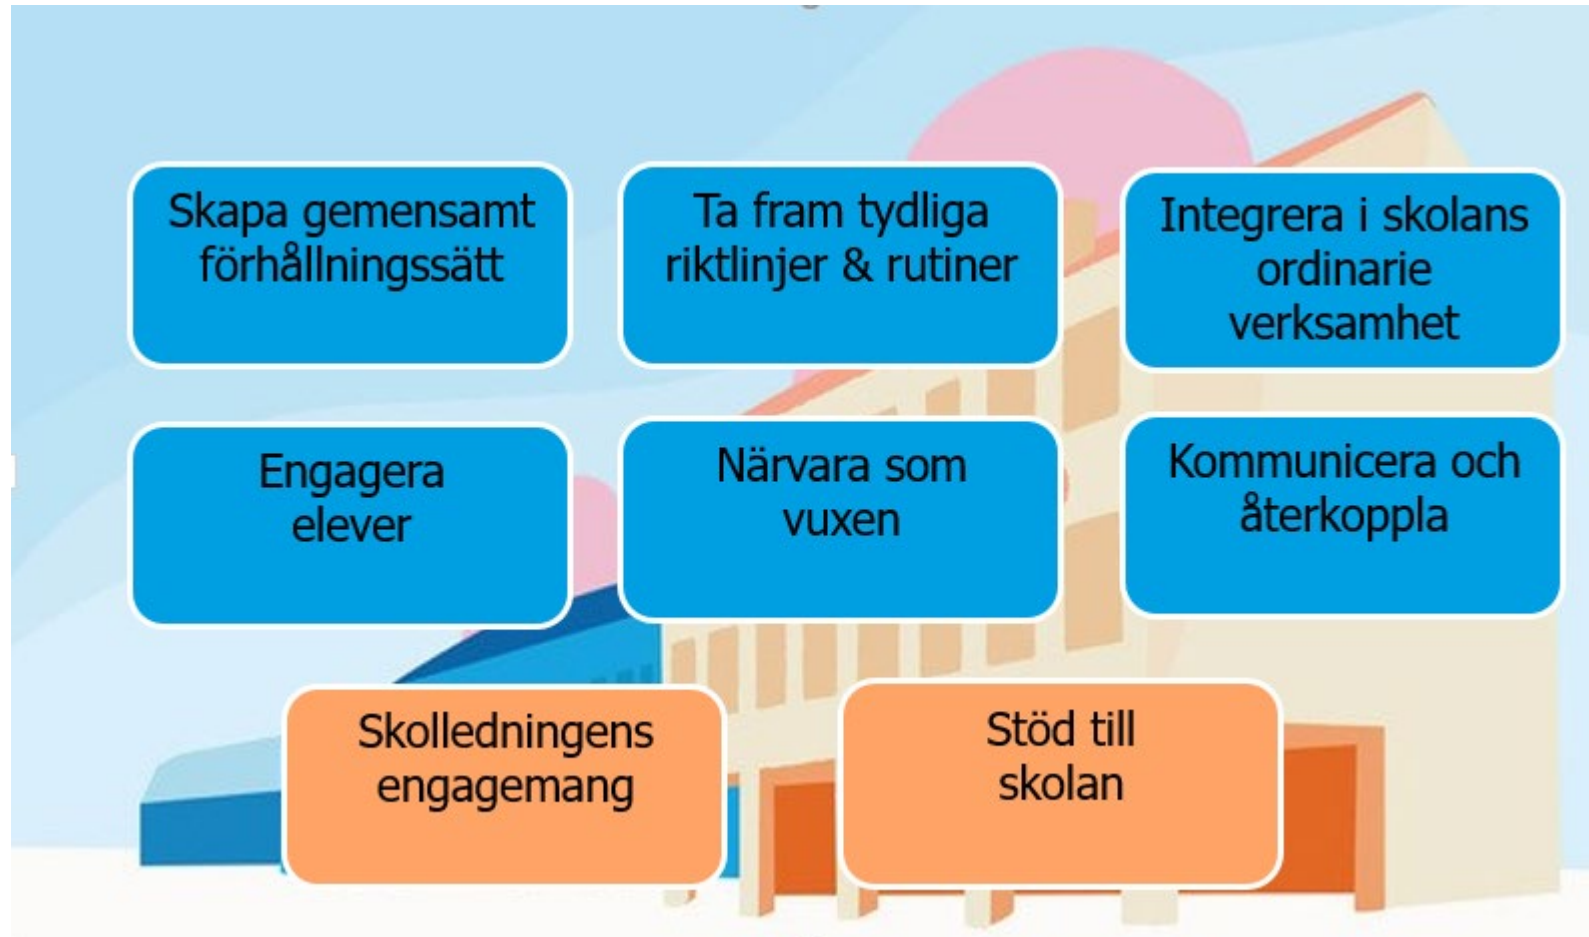 Skapa gemensamt
förhållningssätt
Ta fram tydliga
riktlinjer & rutiner
Integrera i skolans
ordinarie
verksamhet
Engagera
elever
Närvara som
vuxen
Kommunicera och
återkoppla
Skolledningens
engagemang
Stöd till
skolan